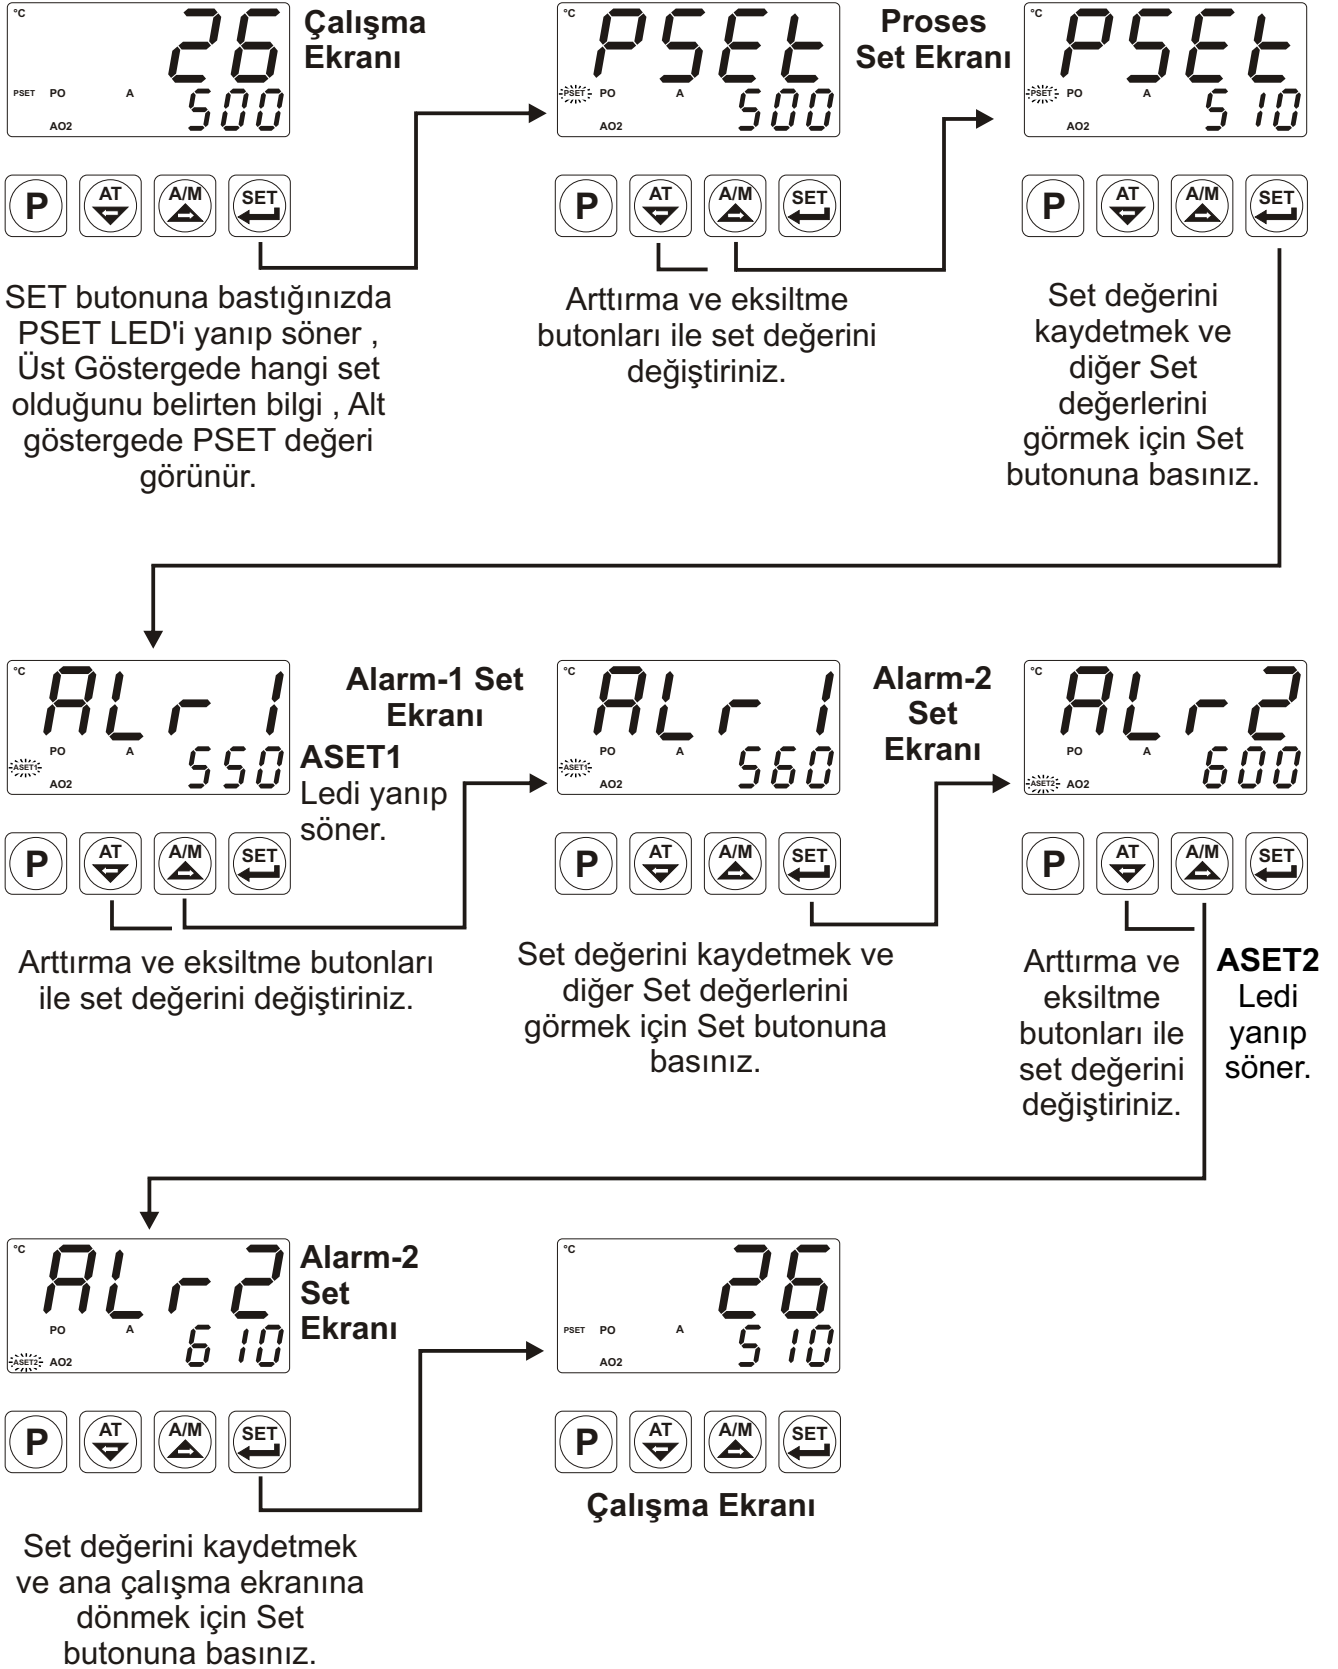 °C
26
PSET PO A
500
AO2
Çalışma
Ekranı
°C
PSEt
PSET PO A
500
AO2
Proses
Set Ekranı
°C
PSEt
PSET PO A
510
AO2
P AT A/M SET
P AT A/M SET
P AT A/M SET
SET butonuna bastığınızda
PSET LED'i yanıp söner ,
Üst Göstergede hangi set
olduğunu belirten bilgi , Alt
göstergede PSET değeri
görünür.
Arttırma ve eksiltme
butonları ile set değerini
değiştiriniz.
Set değerini
kaydetmek ve
diğer Set
değerlerini
görmek için Set
butonuna basınız.
°C
ALr1
PO A
ASET1
550
AO2
Alarm-1 Set
Ekranı
ASET1
Ledi yanıp
söner.
°C
ALr1
PO A
ASET1
560
AO2
Alarm-2
Set
Ekranı
°C
ALr2
PO A
600
ASET2 AO2
P AT A/M SET
P AT A/M SET
P AT A/M SET
Arttırma ve eksiltme butonları
ile set değerini değiştiriniz.
Set değerini kaydetmek ve
diğer Set değerlerini
görmek için Set butonuna
basınız.
Arttırma ve
eksiltme
butonları ile
set değerini
değiştiriniz.
ASET2
Ledi
yanıp
söner.
°C
ALr2
PO A
610
ASET2 AO2
Alarm-2
Set
Ekranı
°C
26
PSET PO A
510
AO2
P AT A/M SET
P AT A/M SET
Çalışma Ekranı
Set değerini kaydetmek
ve ana çalışma ekranına
dönmek için Set
butonuna basınız.